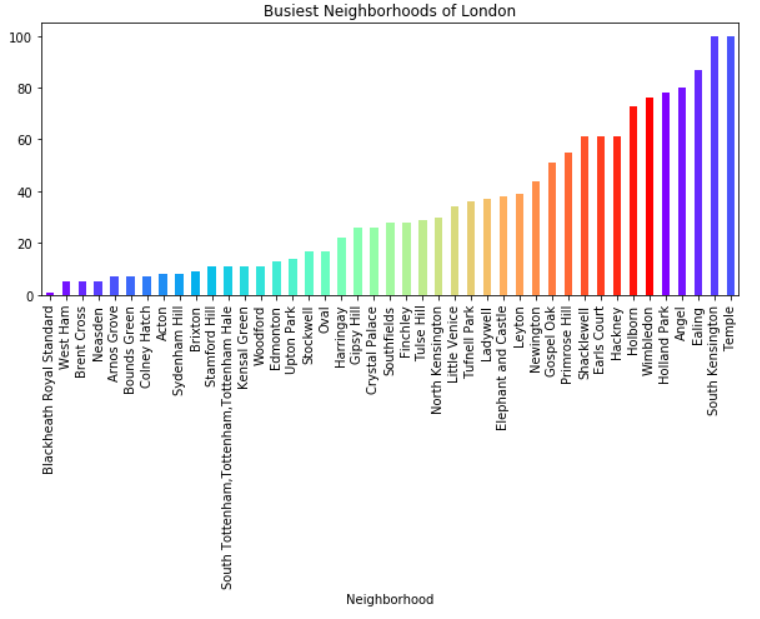 Busiest Neighborhoods of London
100
80
60
40
20
0
Blackheath Royal Standard
West Ham
Brent Cross
Neasden
Arnos Grove
Bounds Green
Colney Hatch
Acton
Sydenham Hill
Brixton
Stamford Hill
South Tottenham,Tottenham Hale
Kensal Green
Woodford
Edmonton
Upton Park
Stockwell
Oval
Harringay
Gipsy Hill
Crystal Palace
Southfields
Finchley
Tulse Hill
North Kensington
Little Venice
Tufnell Park
Ladywell
Elephant and Castle
Leyton
Newington
Gospel Oak
Primrose Hill
Shacklewell
Earls Court
Hackney
Holborn
Wimbledon
Holland Park
Angel
Ealing
South Kensington
Temple
Neighborhood